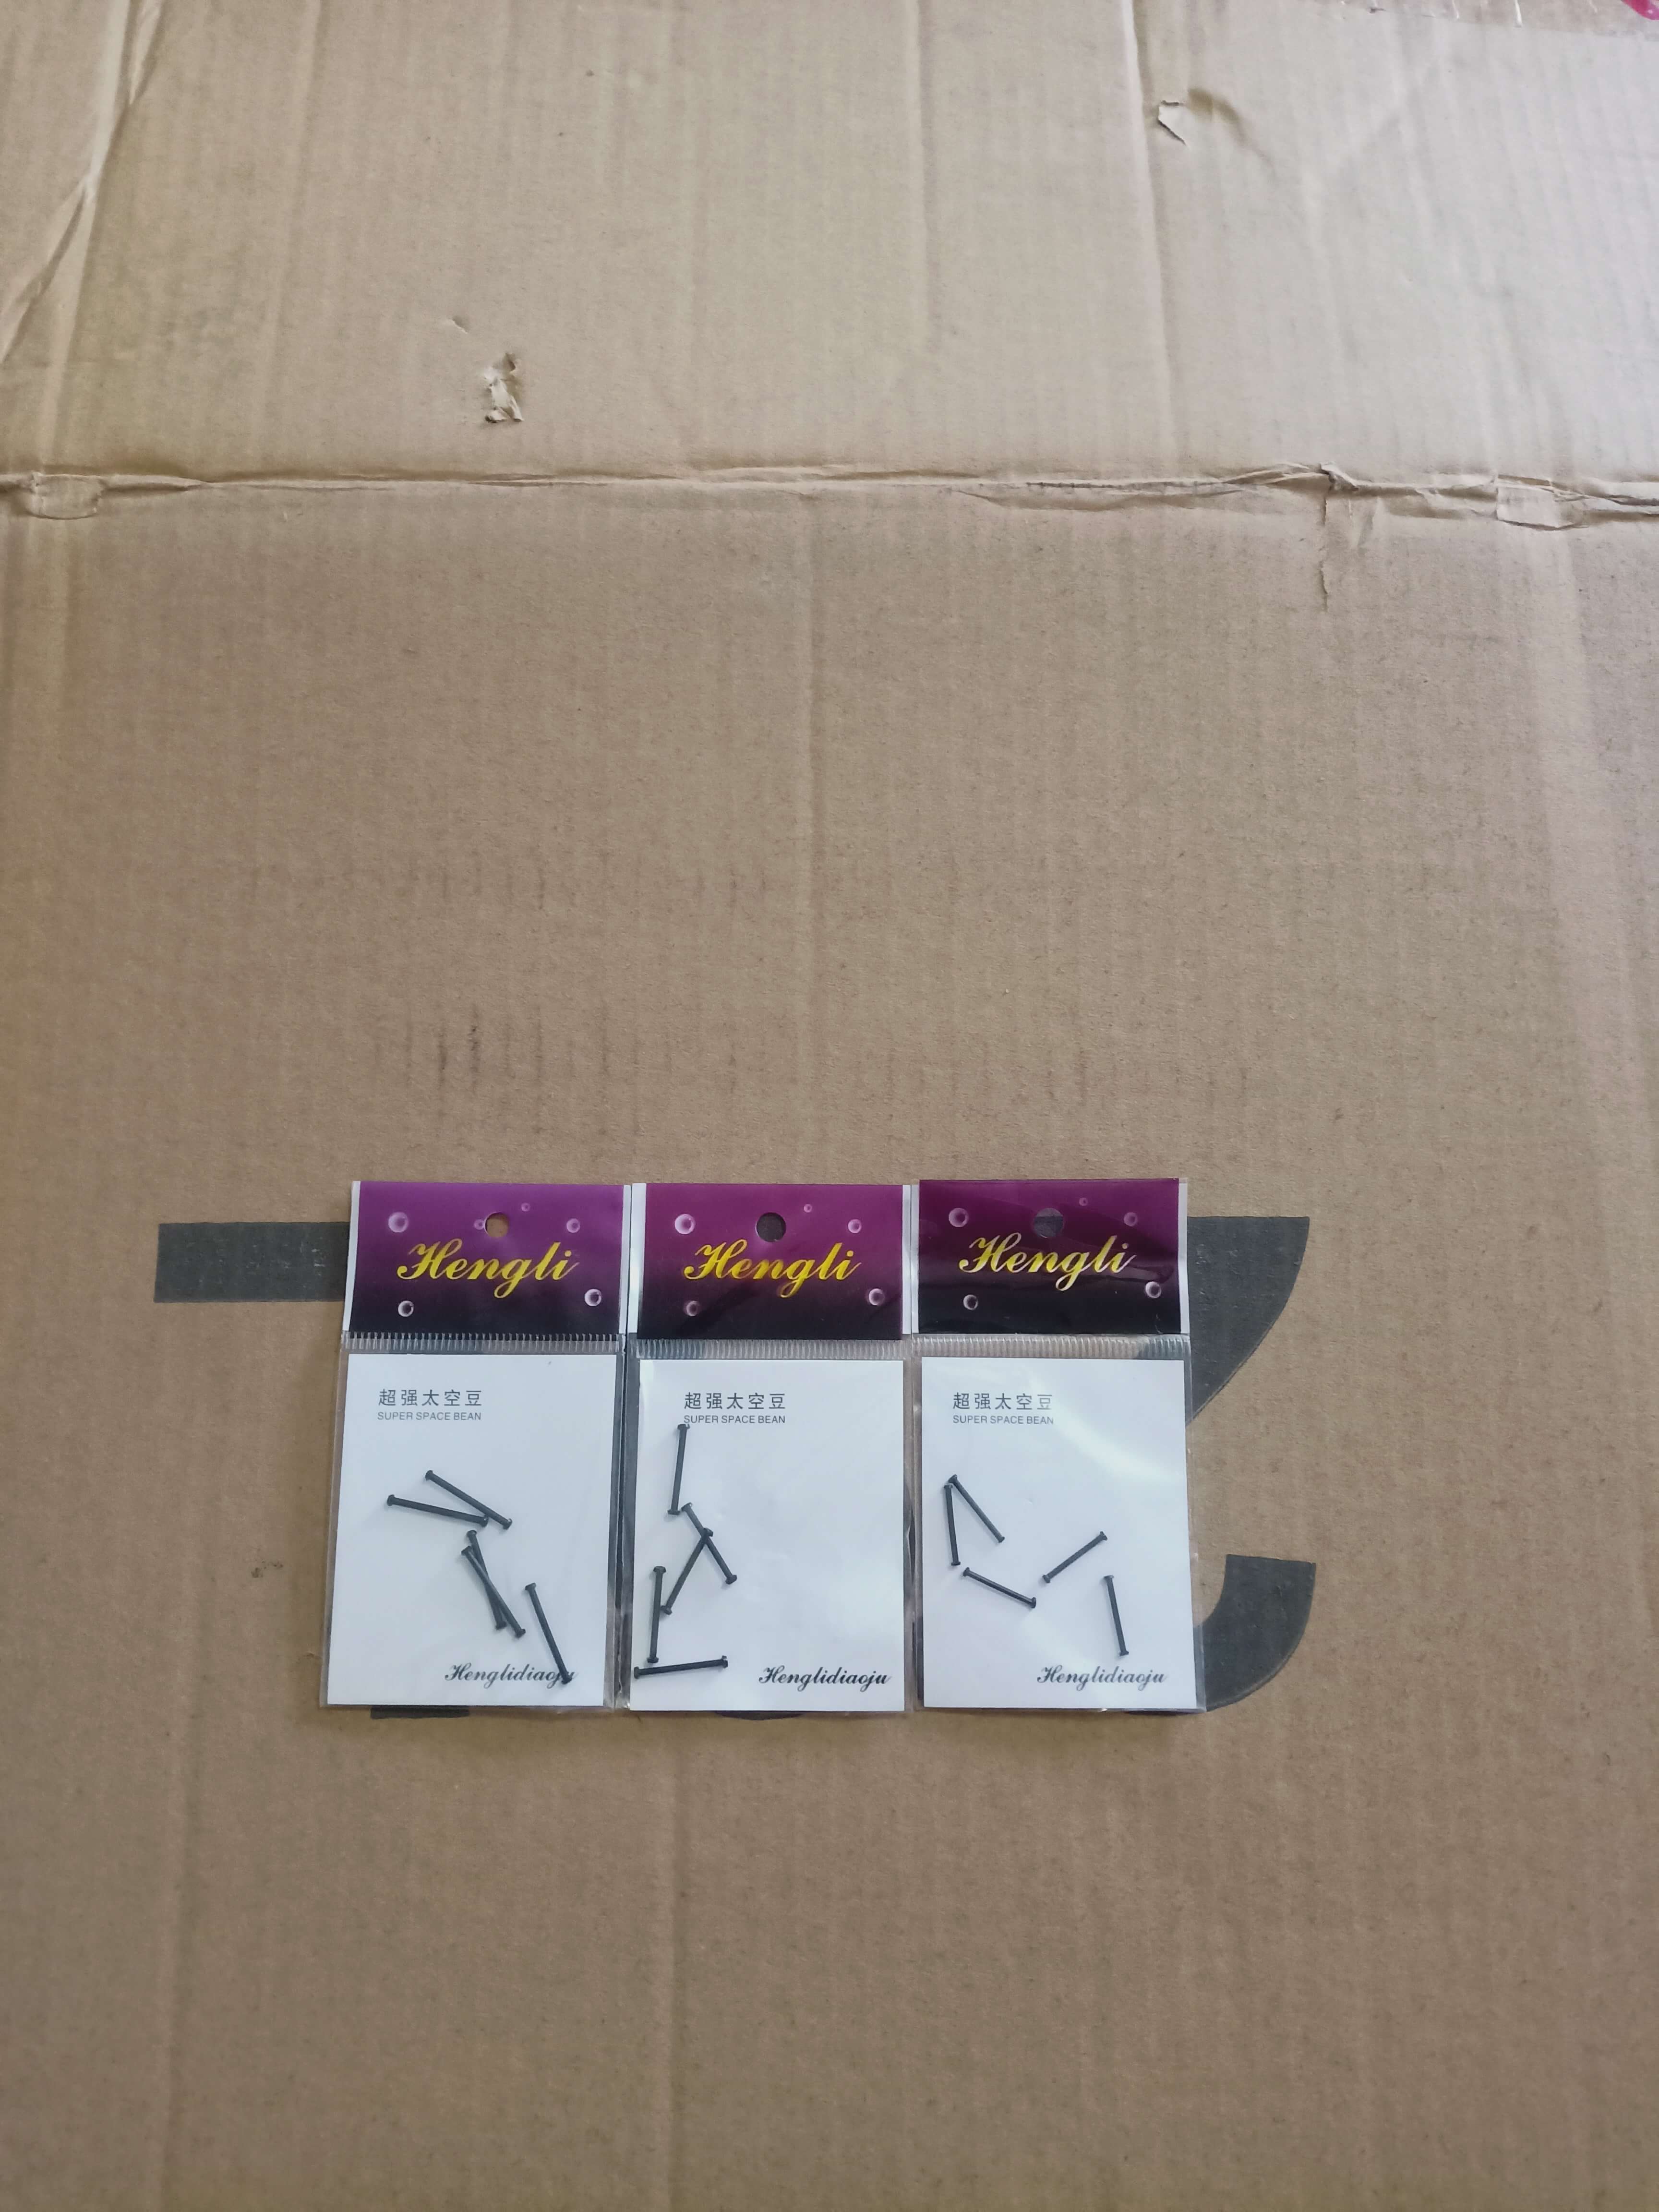 Hengli
超强太空豆
SUPER SPACE BEAN
Henglidiaoju
Hengli
超强太空豆
SUPER SPACE BEAN
Henglidiaoju
Hengli
超强太空豆
SUPER SPACE BEAN
Henglidiaoju